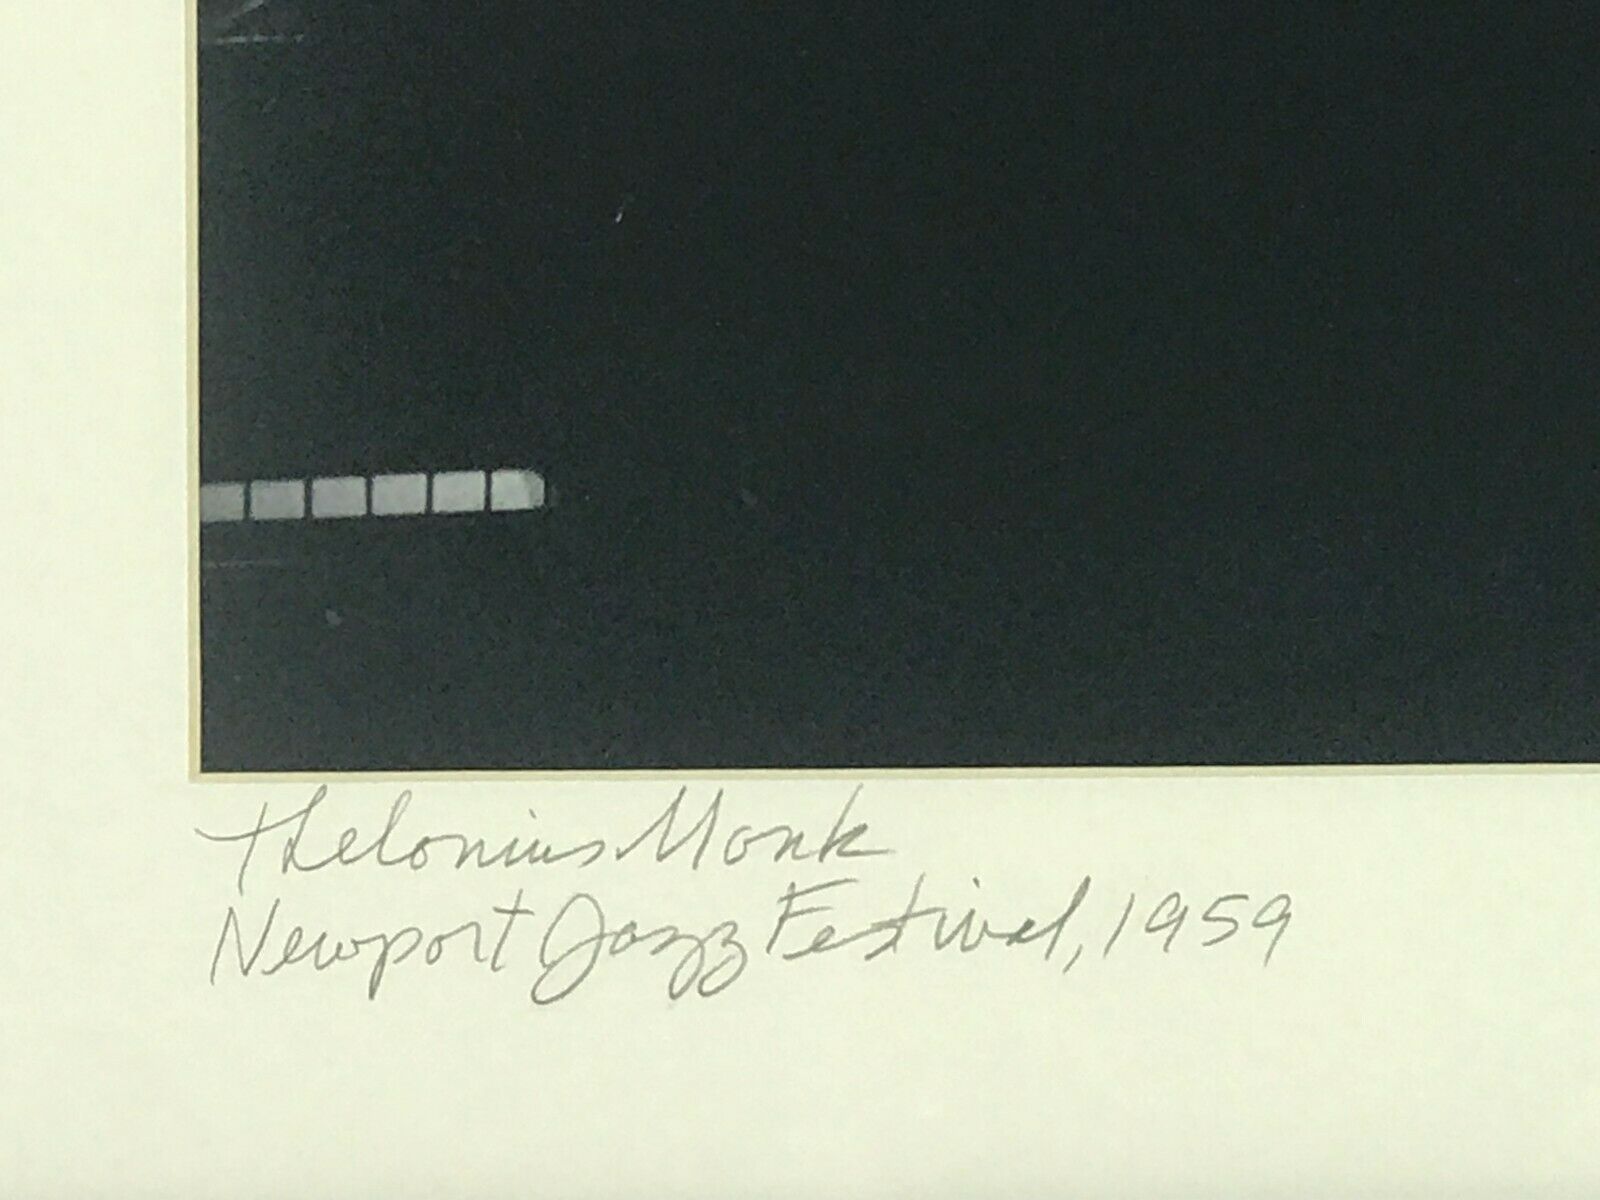 Thelonius Monk
Newport Jazz Festival, 1959